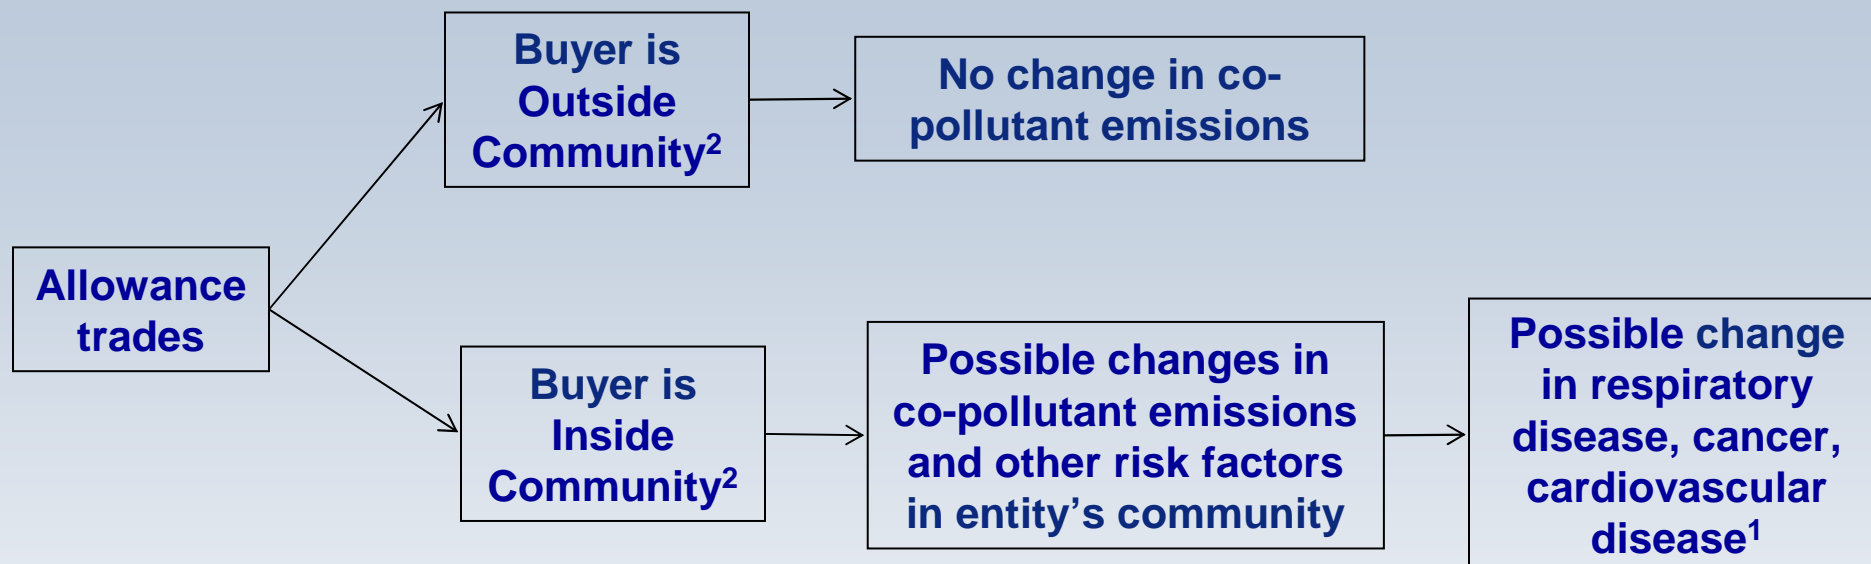 Buyer is
Outside
Community²
No change in co-
pollutant emissions
Allowance
trades
Buyer is
Inside
Community²
Possible changes in
co-pollutant emissions
and other risk factors
in entity’s community
Possible change
in respiratory
disease, cancer,
cardiovascular
disease¹